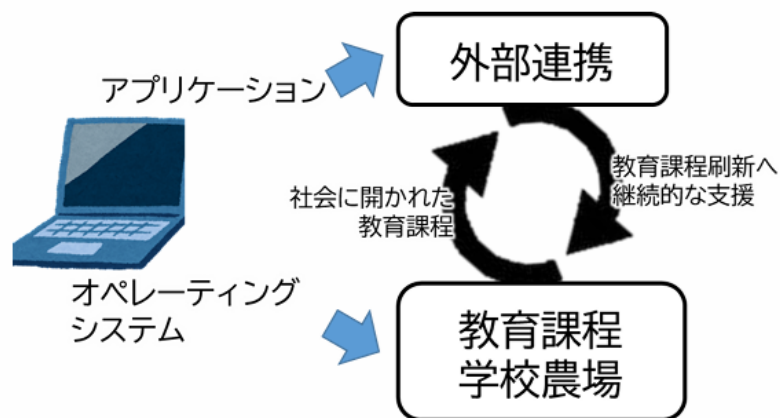 外部連携
アプリケーション
教育課程刷新へ
継続的な支援
社会に開かれた
教育課程
オペレーティング
システム
教育課程
学校農場